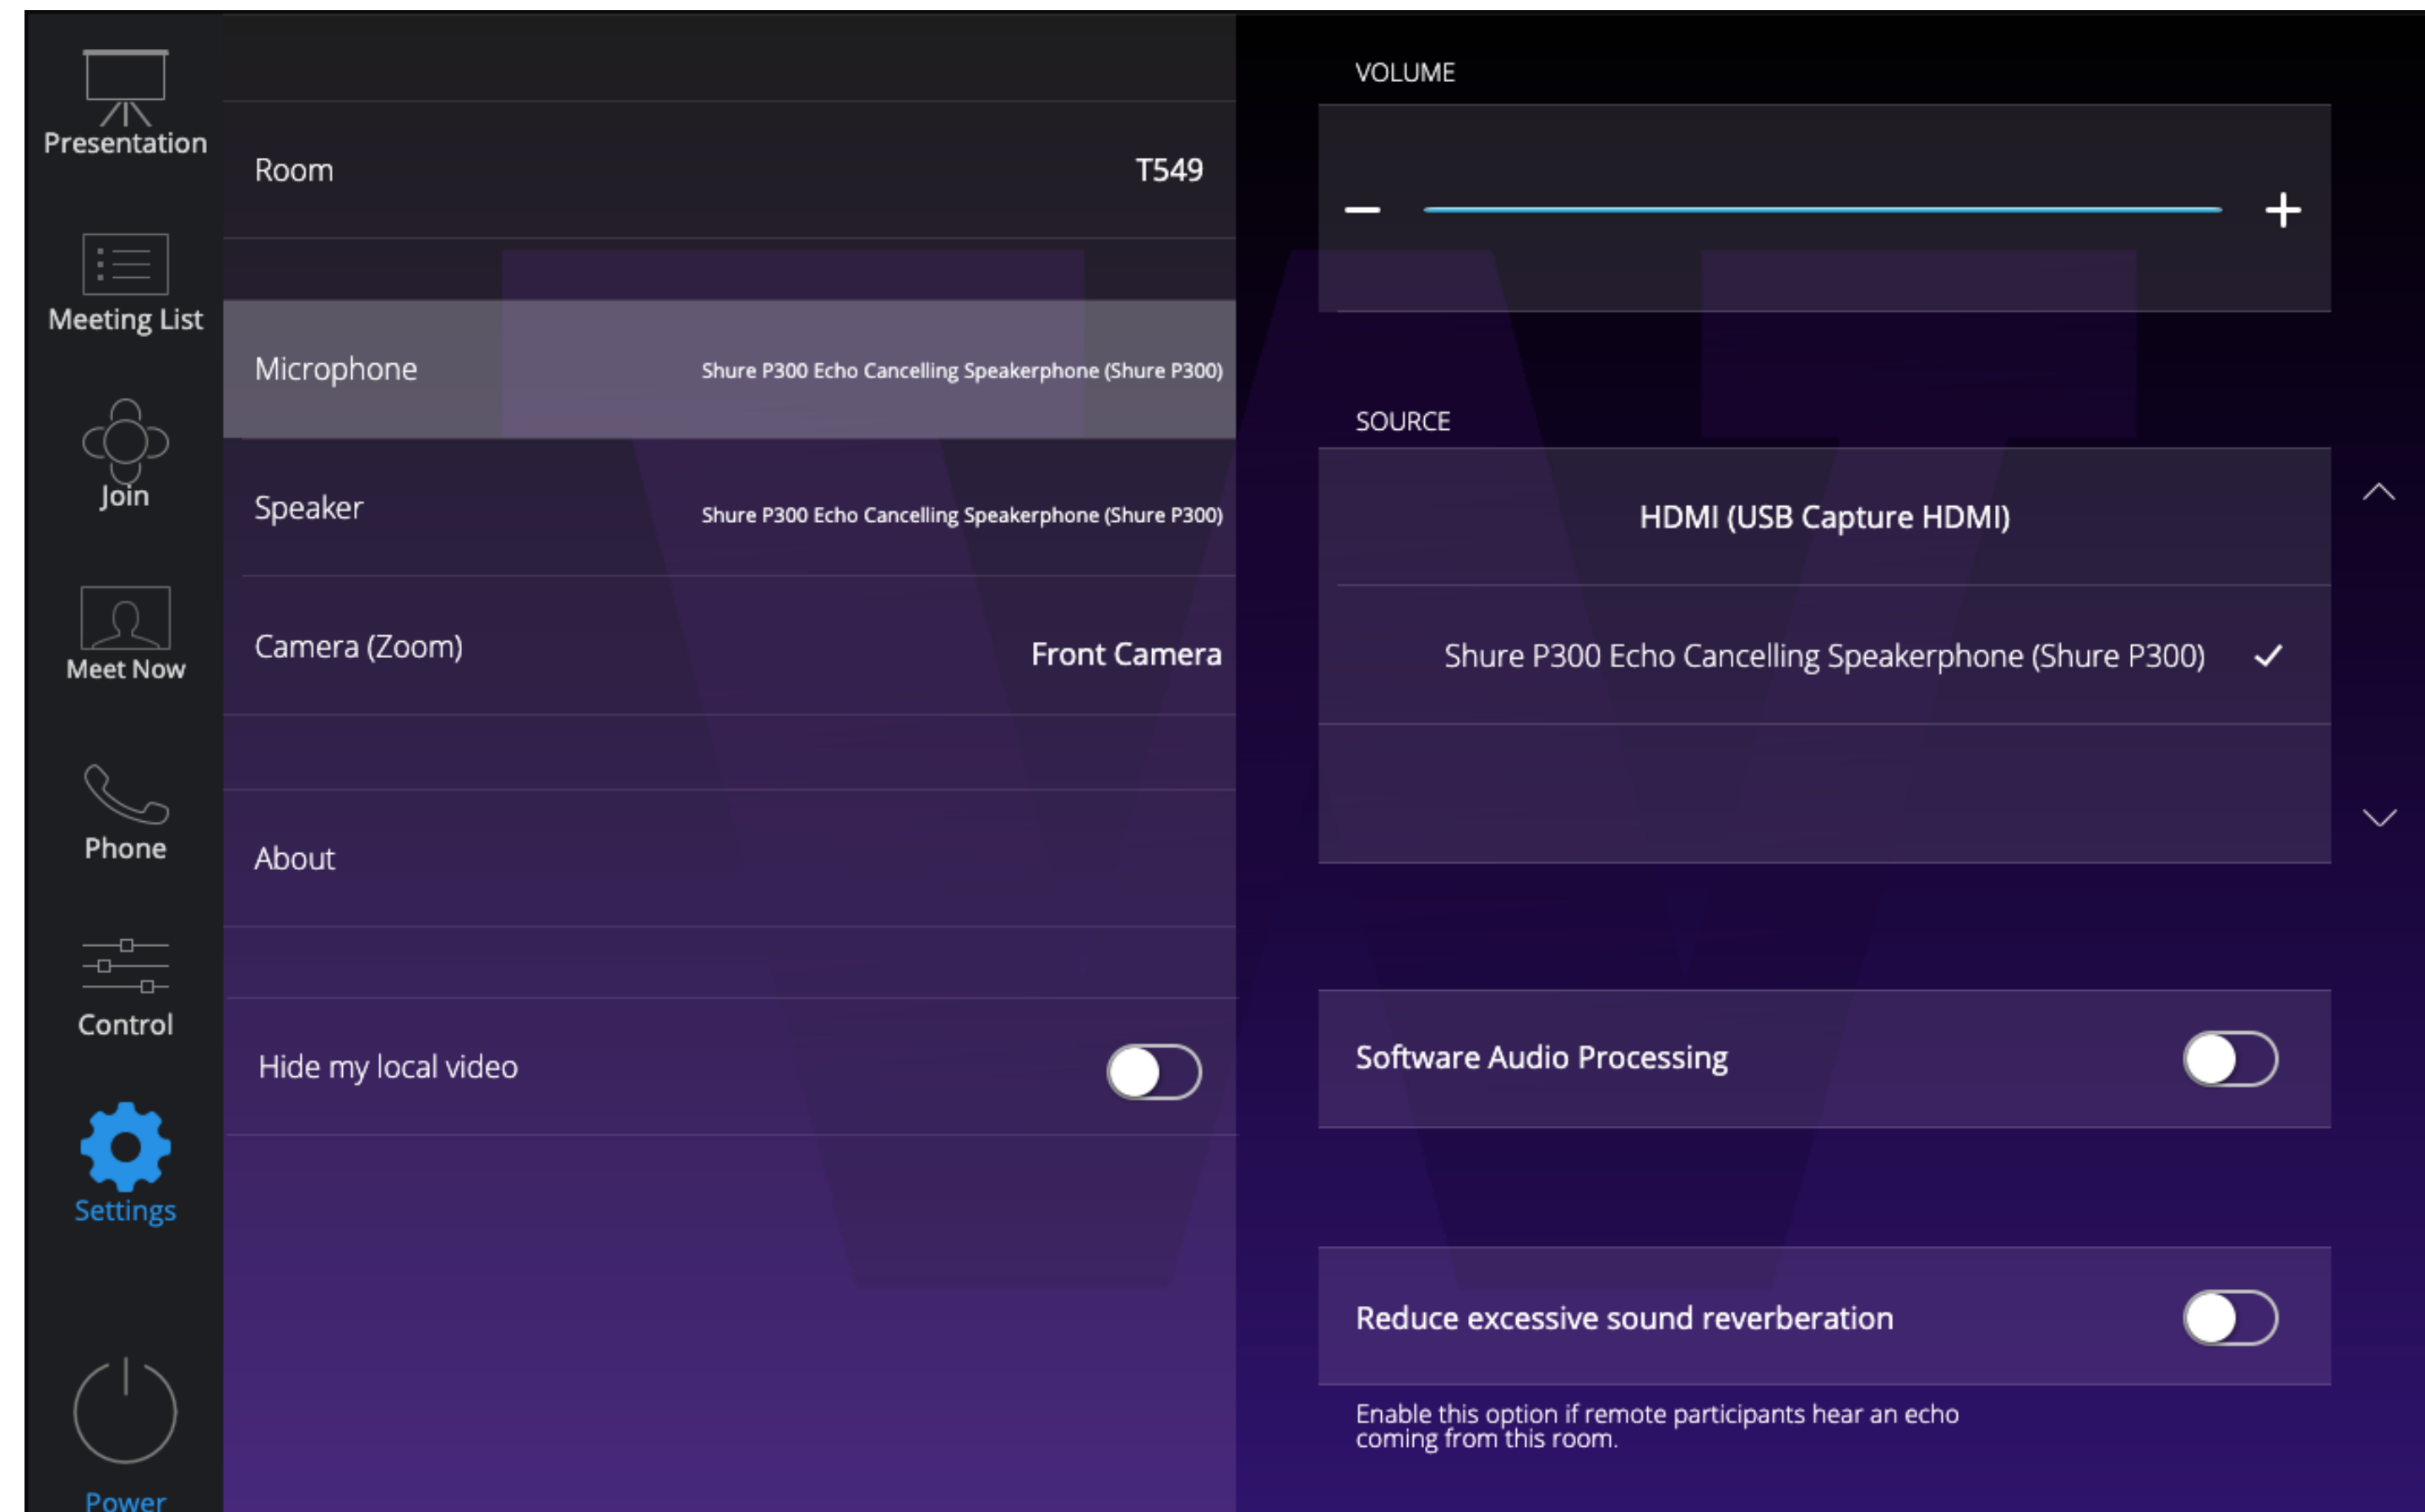 Presentation
Meeting List
Join
Meet Now
Phone
Control
Settings
Power
Room T549
Microphone Shure P300 Echo Cancelling Speakerphone (Shure P300)
Speaker Shure P300 Echo Cancelling Speakerphone (Shure P300)
Camera (Zoom) Front Camera
About
Hide my local video
VOLUME
SOURCE
HDMI (USB Capture HDMI)
Shure P300 Echo Cancelling Speakerphone (Shure P300)
Software Audio Processing
Reduce excessive sound reverberation
Enable this option if remote participants hear an echo
coming from this room.